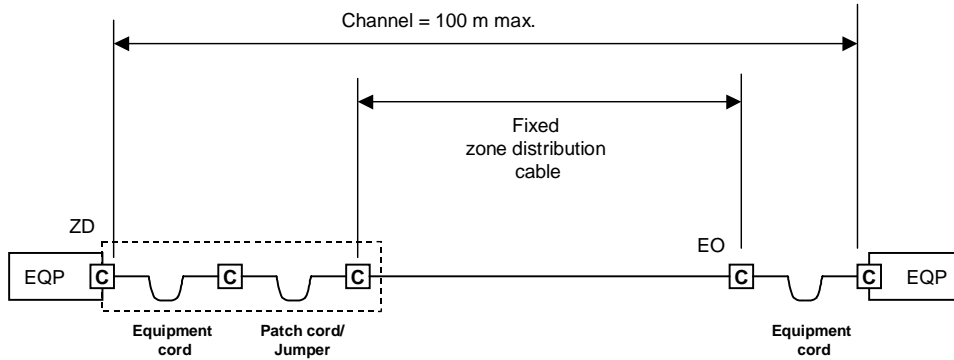 Channel = 100 m max.
Fixed
zone distribution
cable
ZD
EO
EQP
C
C
C
C
C
EQP
Equipment
cord
Patch cord/
Jumper
Equipment
cord